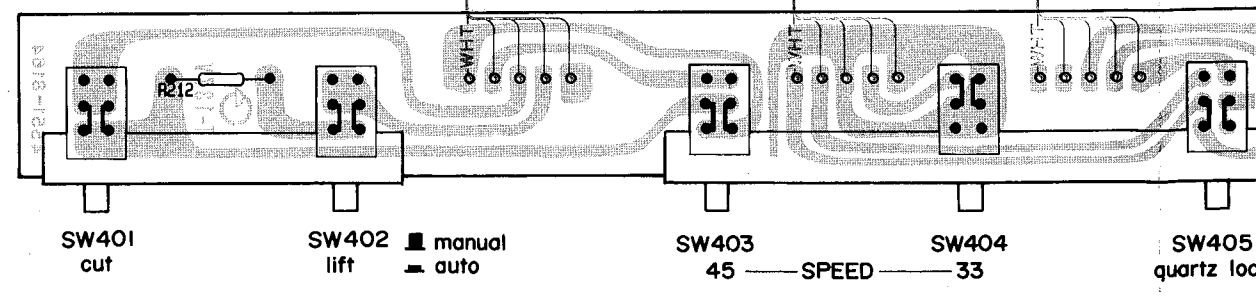 WHT
WHT
WHT
R212
SW401
cut
SW402
lift
manual
auto
SW403
45
SPEED
SW404
33
SW405
quartz loc